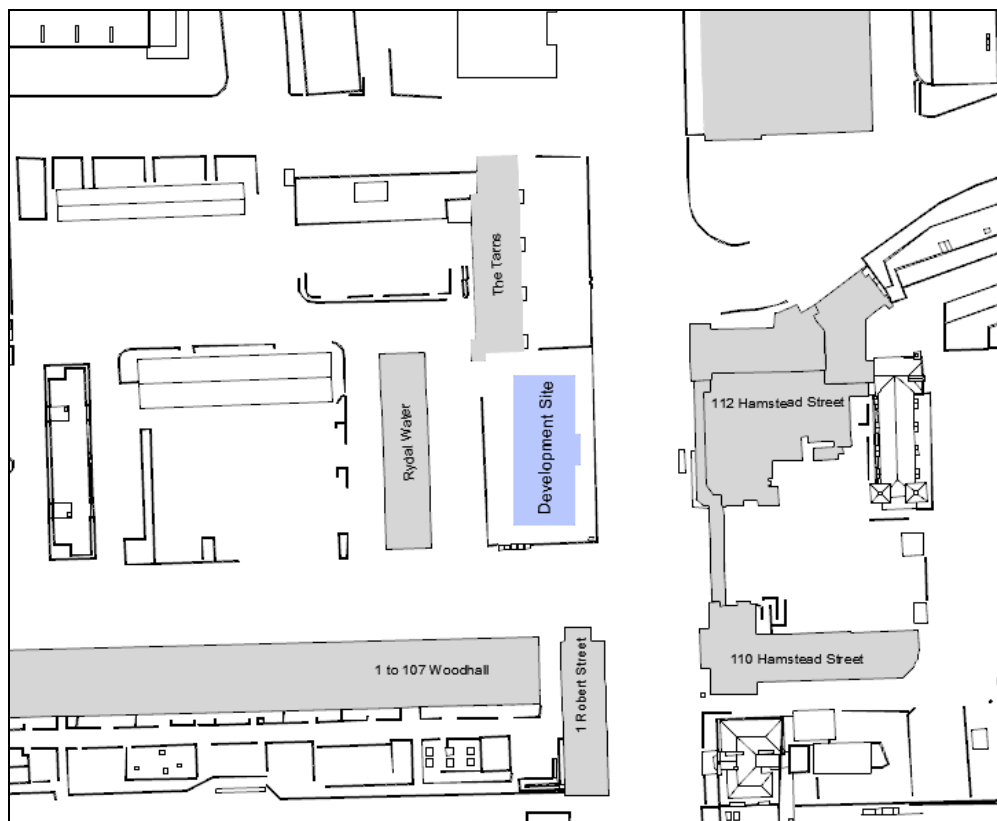 The Tarns
Rydal Water
Development Site
112 Hamstead Street
1 to 107 Woodhall
1 Robert Street
110 Hamstead Street